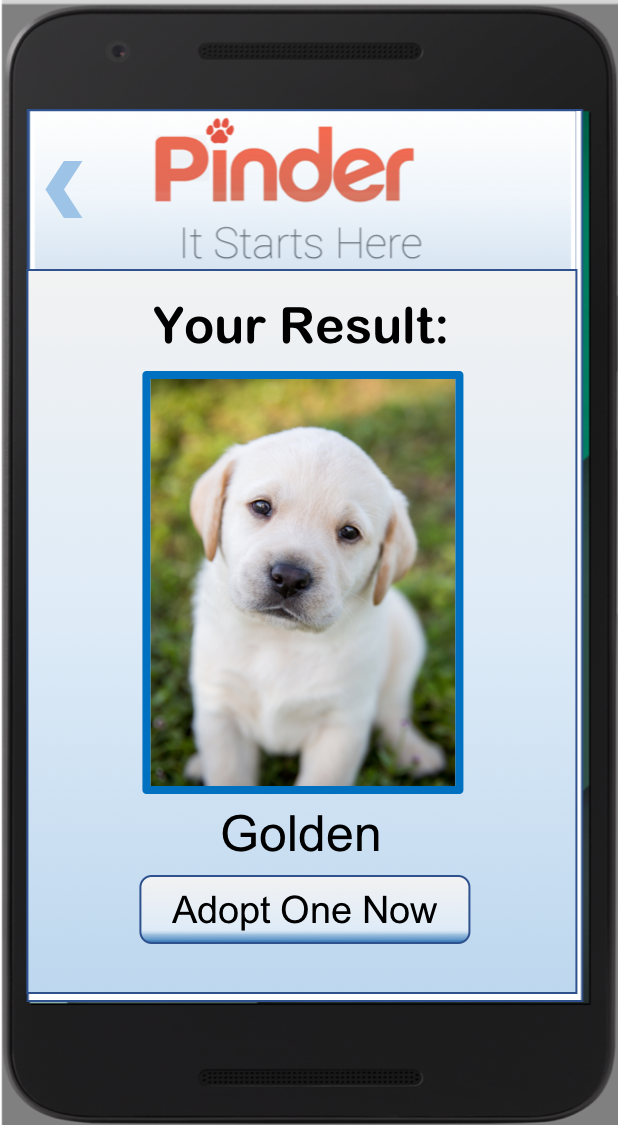 Pinder
It Starts Here
Your Result:
Golden
Adopt One Now